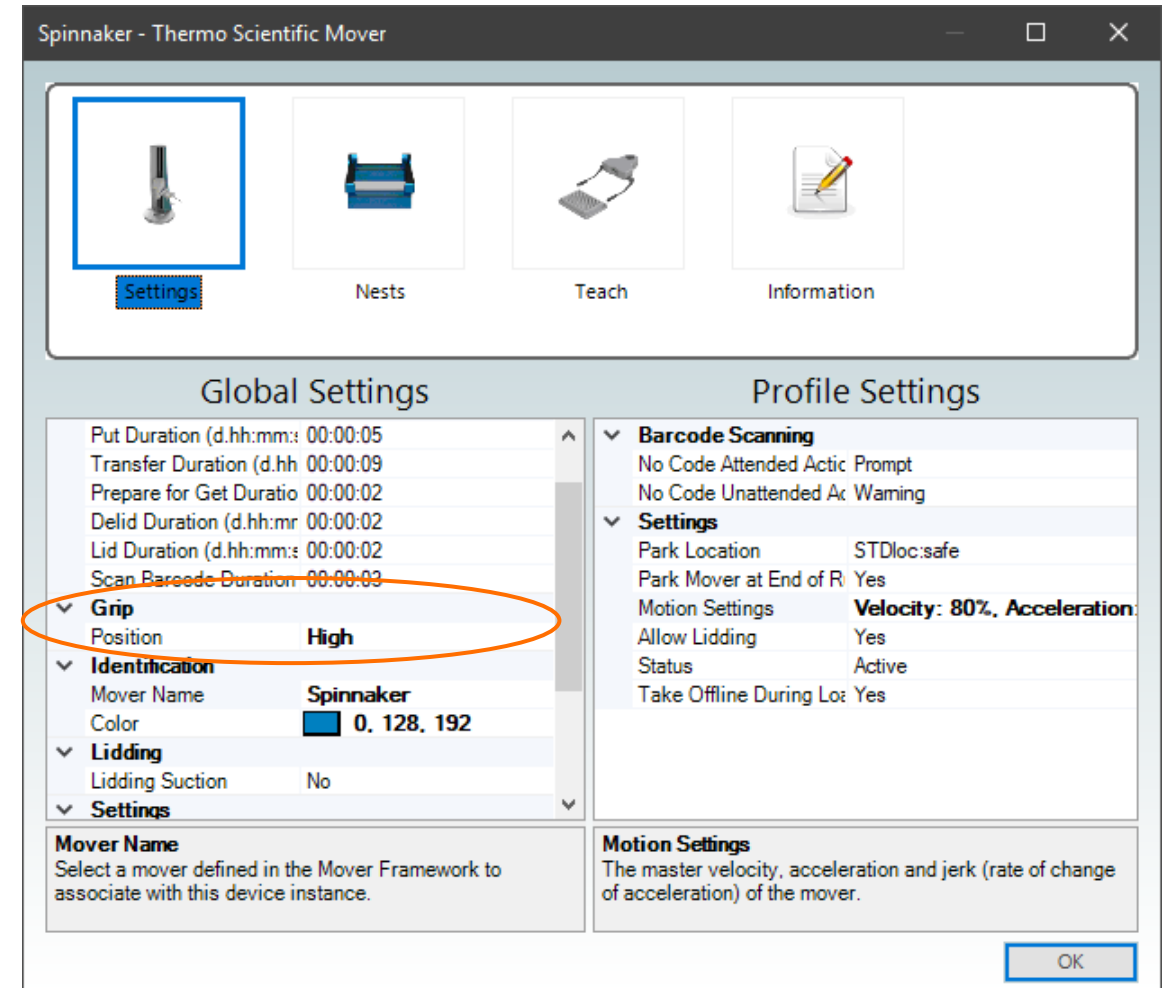 Spinnaker - Thermo Scientific Mover
Settings Nests Teach Information
Global Settings
Put Duration (d.hh:mm:s 00:00:05
Transfer Duration (d.hh 00:00:09
Prepare for Get Duratio 00:00:02
Delid Duration (d.hh:mr 00:00:02
Lid Duration (d.hh:mm:s 00:00:02
Scan Barcode Duration 00:00:03
Grip
Position High
Identification
Mover Name Spinnaker
Color 0, 128, 192
Lidding
Lidding Suction No
Settings
Mover Name
Select a mover defined in the Mover Framework to
associate with this device instance.
Profile Settings
Barcode Scanning
No Code Attended Actic Prompt
No Code Unattended Ac Warning
Settings
Park Location STDloc:safe
Park Mover at End of R Yes
Motion Settings Velocity: 80%, Acceleration:
Allow Lidding Yes
Status Active
Take Offline During Loa Yes
Motion Settings
The master velocity, acceleration and jerk (rate of change
of acceleration) of the mover.
OK